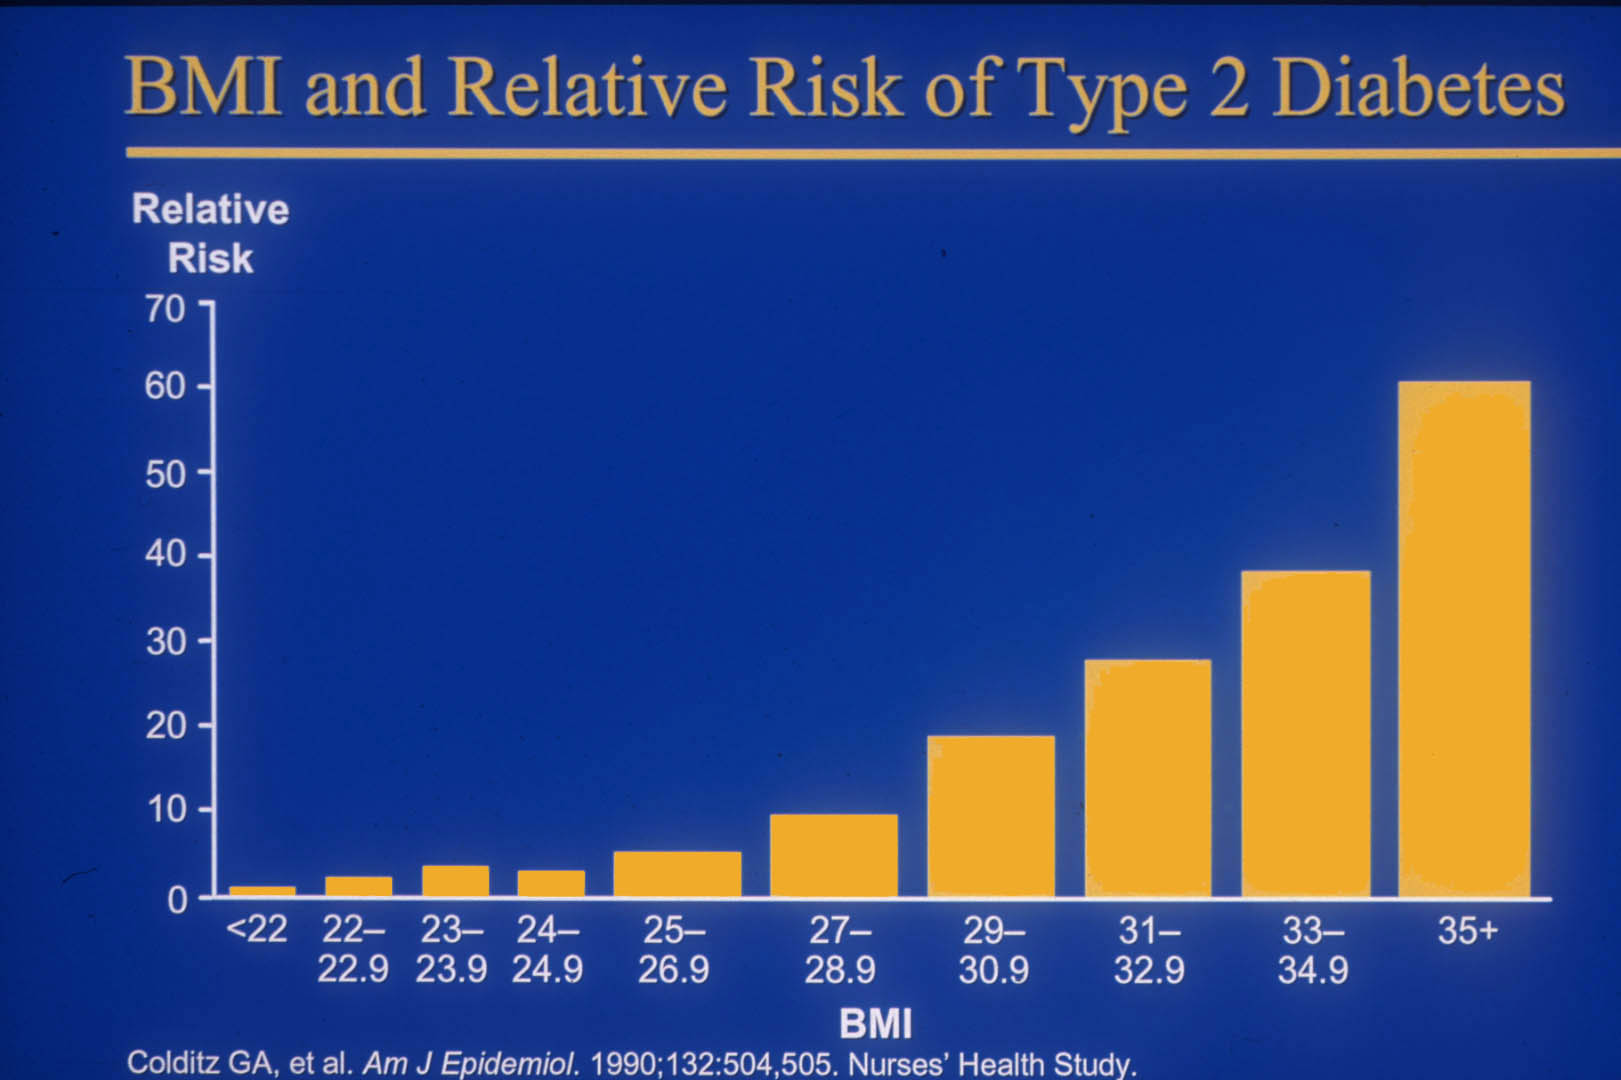 BMI and Relative Risk of Type 2 Diabetes
Relative
Risk
70
60
50
40
30
20
10
0
<22 22– 23– 24– 25– 27– 29– 31– 33– 35+
22.9 23.9 24.9 26.9 28.9 30.9 32.9 34.9
BMI
Colditz GA, et al. Am J Epidemiol. 1990;132:504,505. Nurses’ Health Study.